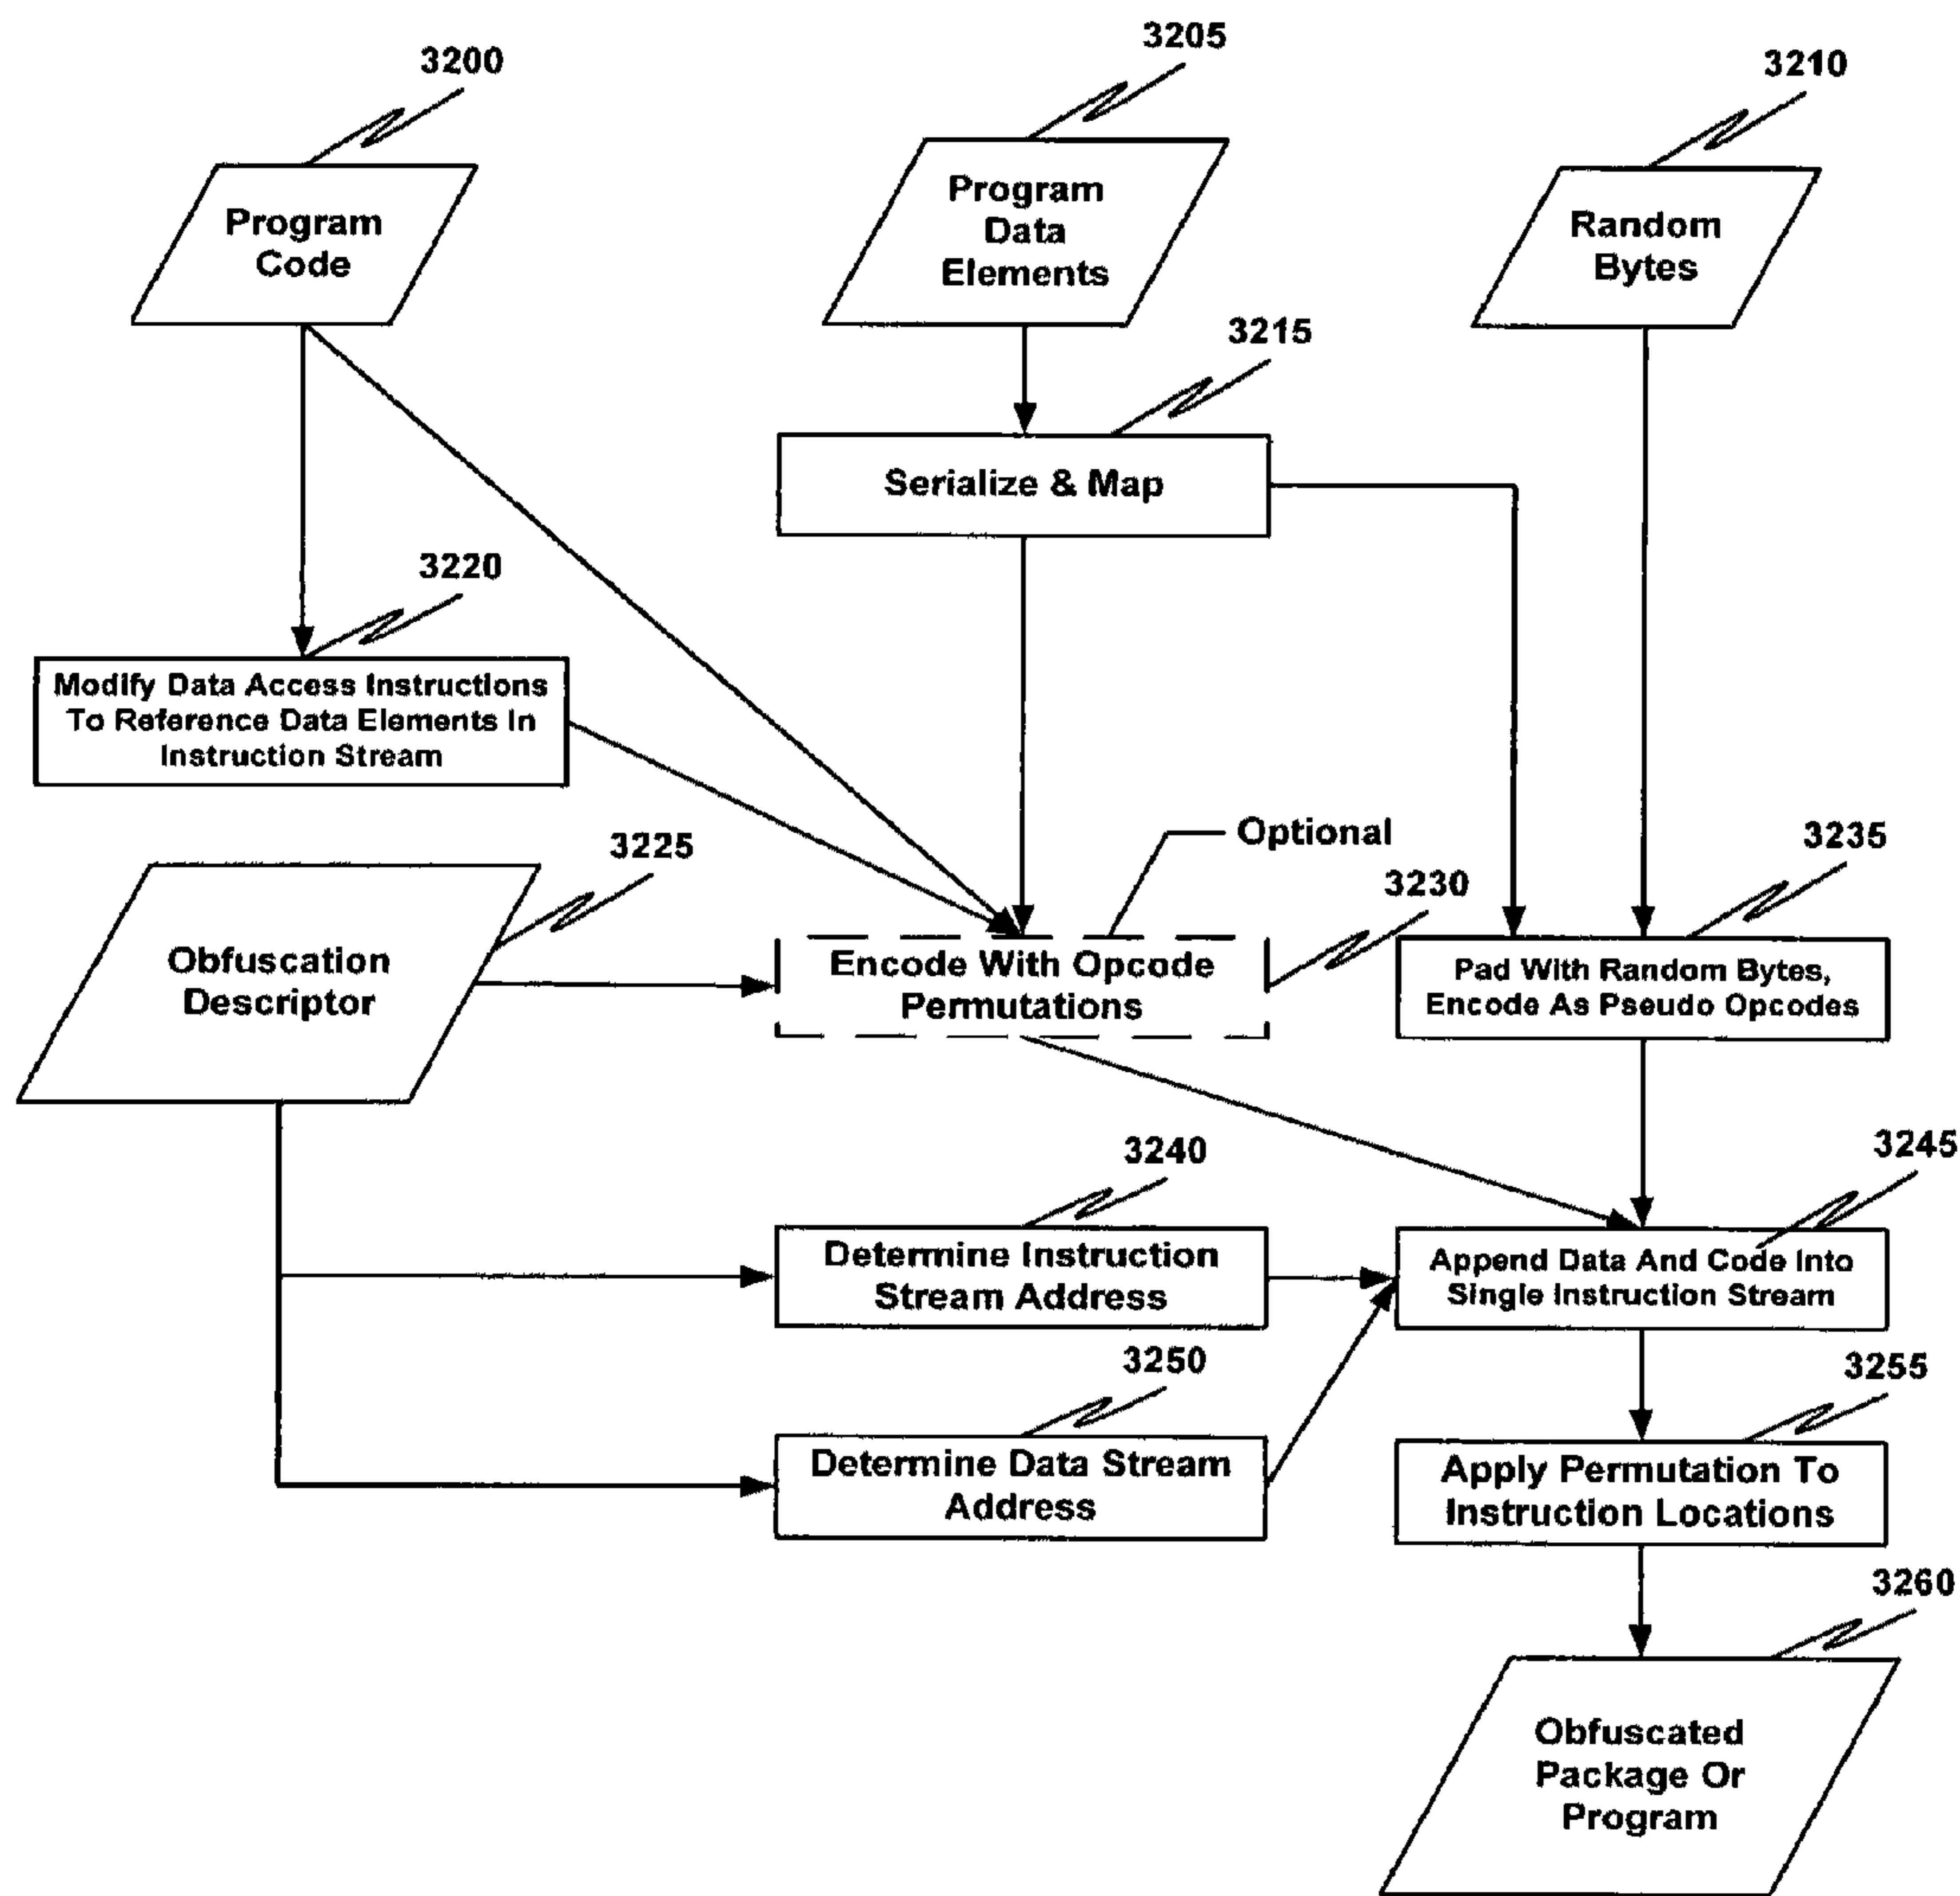 3200
3205
3210
Program
Code
Program
Data
Elements
Random
Bytes
3215
Serialize & Map
3220
Modify Data Access Instructions
To Reference Data Elements In
Instruction Stream
3225
Optional
3235
3230
Obfuscation
Descriptor
Encode With Opcode
Permutations
Pad With Random Bytes,
Encode As Pseudo Opcodes
3240
3245
Determine Instruction
Stream Address
Append Data And Code Into
Single Instruction Stream
3250
3255
Determine Data Stream
Address
Apply Permutation To
Instruction Locations
3260
Obfuscated
Package Or
Program